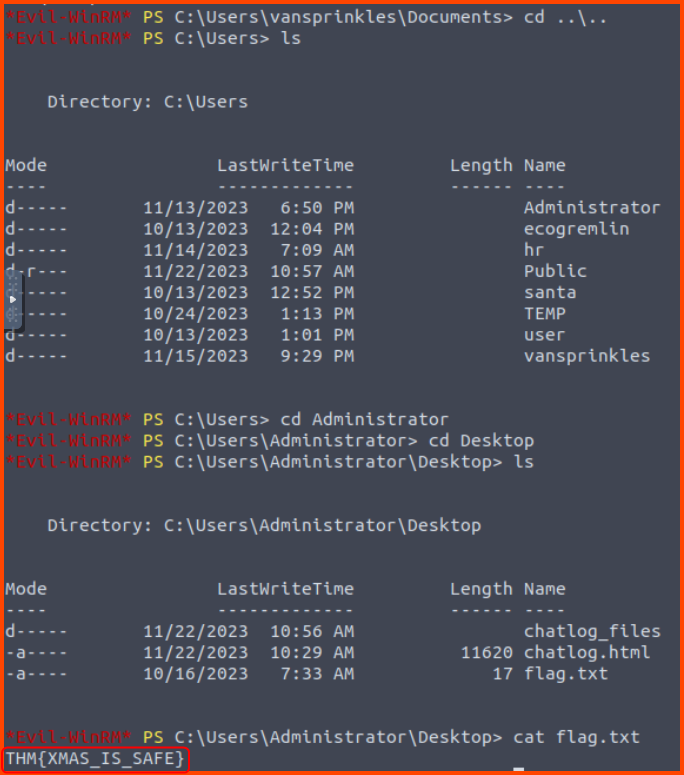 *Evil-WinRM* PS C:\Users\vansprinkles\Documents> cd ..\..
*Evil-WinRM* PS C:\Users> ls
Directory: C:\Users
Mode LastWriteTime Length Name
---- ------------- ------ ----
d----- 11/13/2023 6:50 PM Administrator
d----- 10/13/2023 12:04 PM ecogremlin
d----- 11/14/2023 7:09 AM hr
d-r--- 11/22/2023 10:57 AM Public
d----- 10/13/2023 12:52 PM santa
d----- 10/24/2023 1:13 PM TEMP
d----- 10/13/2023 1:01 PM user
d----- 11/15/2023 9:29 PM vansprinkles
*Evil-WinRM* PS C:\Users> cd Administrator
*Evil-WinRM* PS C:\Users\Administrator> cd Desktop
*Evil-WinRM* PS C:\Users\Administrator\Desktop> ls
Directory: C:\Users\Administrator\Desktop
Mode LastWriteTime Length Name
---- ------------- ------ ----
d----- 11/22/2023 10:56 AM chatlog_files
-a---- 11/22/2023 10:29 AM 11620 chatlog.html
-a---- 10/16/2023 7:33 AM 17 flag.txt
*Evil-WinRM* PS C:\Users\Administrator\Desktop> cat flag.txt
THM{XMAS_IS_SAFE}